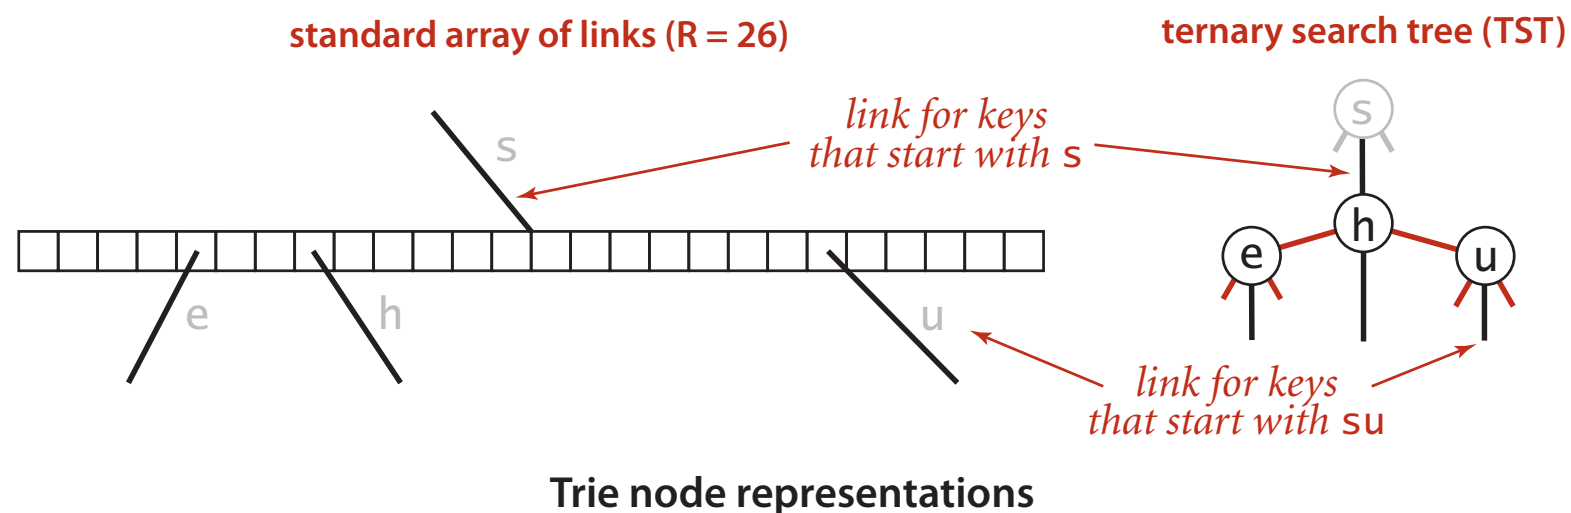 standard array of links (R = 26)
ternary search tree (TST)
link for keys
that start with s
s
s
h
e
u
e
h
u
link for keys
that start with su
Trie node representations